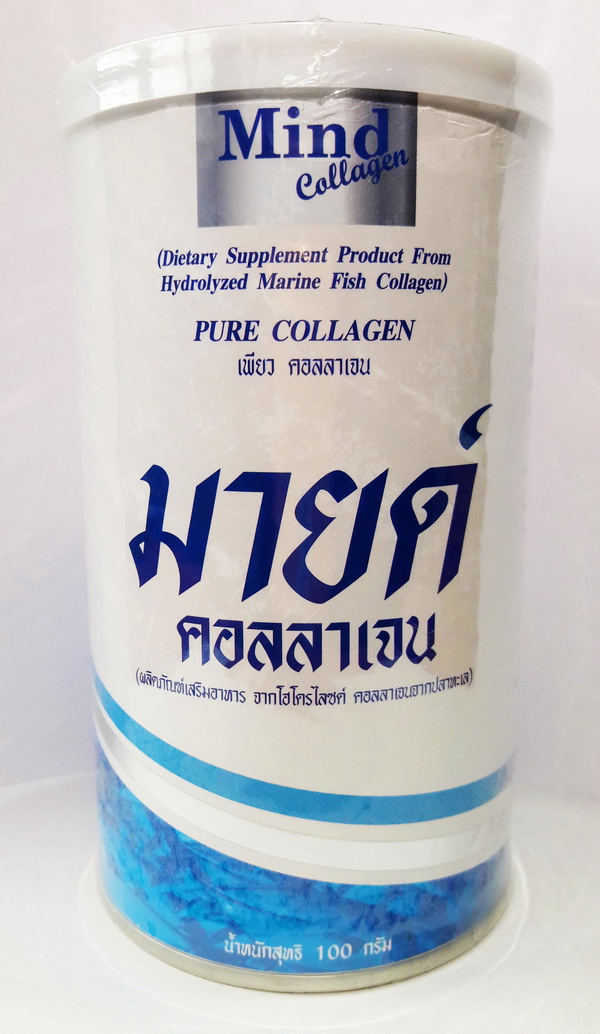 Mind
Collagen
(Dietary Supplement Product From
Hydrolyzed Marine Fish Collagen)
PURE COLLAGEN
เพียว คอลลาเจน
มายด์
คอลลาเจน
(ผลิตภัณฑ์เสริมอาหาร จากไฮโดรไลซด์ คอลลาเจนจากปลาทะเล)
น้ำหนักสุทธิ 100 กรัม